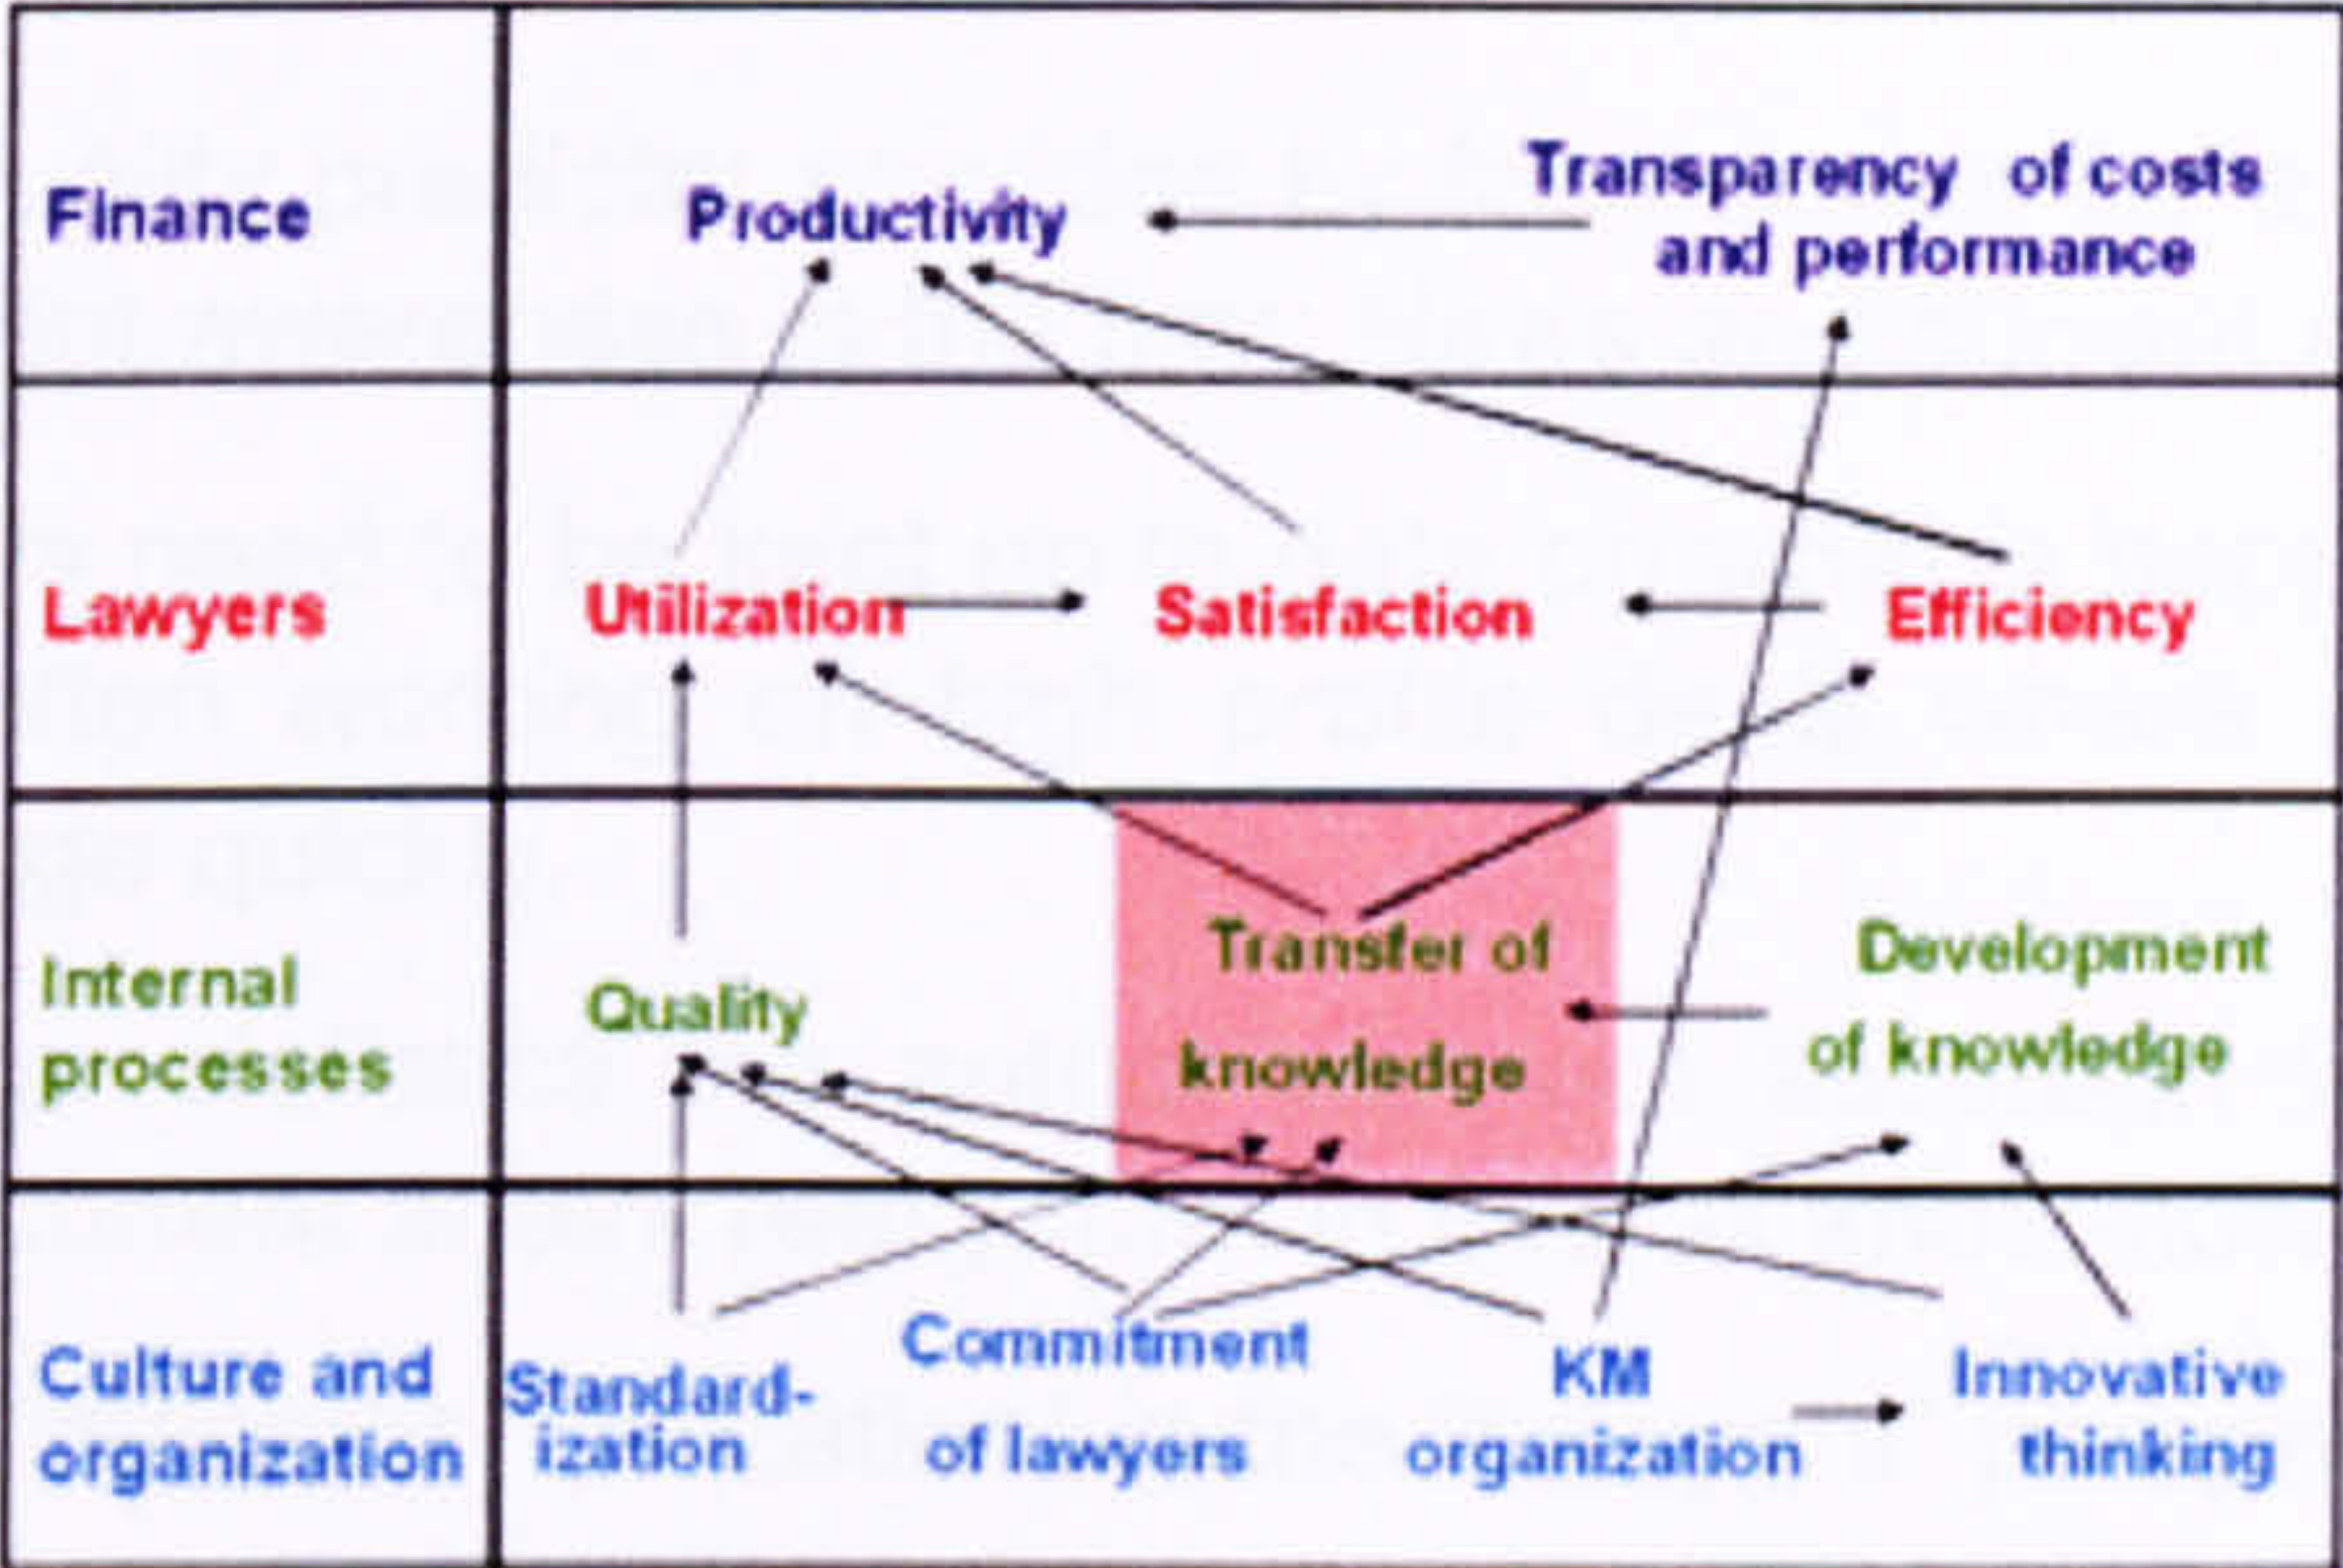 Finance
Productivity
Transparency of costs
and performance
Lawyers
Utilization
Satisfaction
Efficiency
Internal
processes
Quality
Transfer of
knowledge
Development
of knowledge
Culture and
organization
Standard-
ization
Commitment
of lawyers
KM
organization
Innovative
thinking